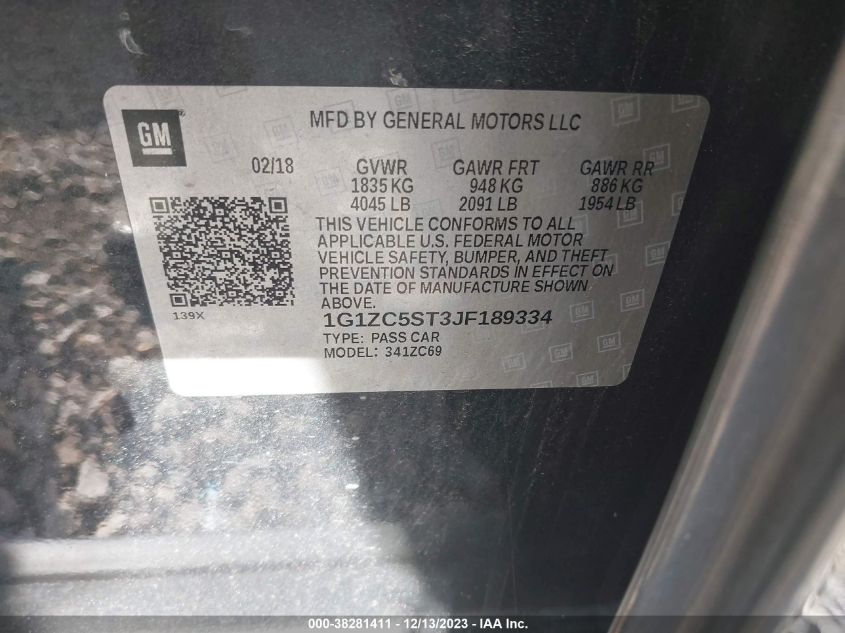 GM
MFD BY GENERAL MOTORS LLC
02/18 GVWR GAWR FRT GAWR RR
1835 KG 948 KG 886 KG
4045 LB 2091 LB 1954 LB
THIS VEHICLE CONFORMS TO ALL
APPLICABLE U.S. FEDERAL MOTOR
VEHICLE SAFETY, BUMPER, AND THEFT
PREVENTION STANDARDS IN EFFECT ON
THE DATE OF MANUFACTURE SHOWN
ABOVE.
139X
1G1ZC5ST3JF189334
TYPE: PASS CAR
MODEL: 341ZC69
000-38281411 - 12/13/2023 - IAA Inc.